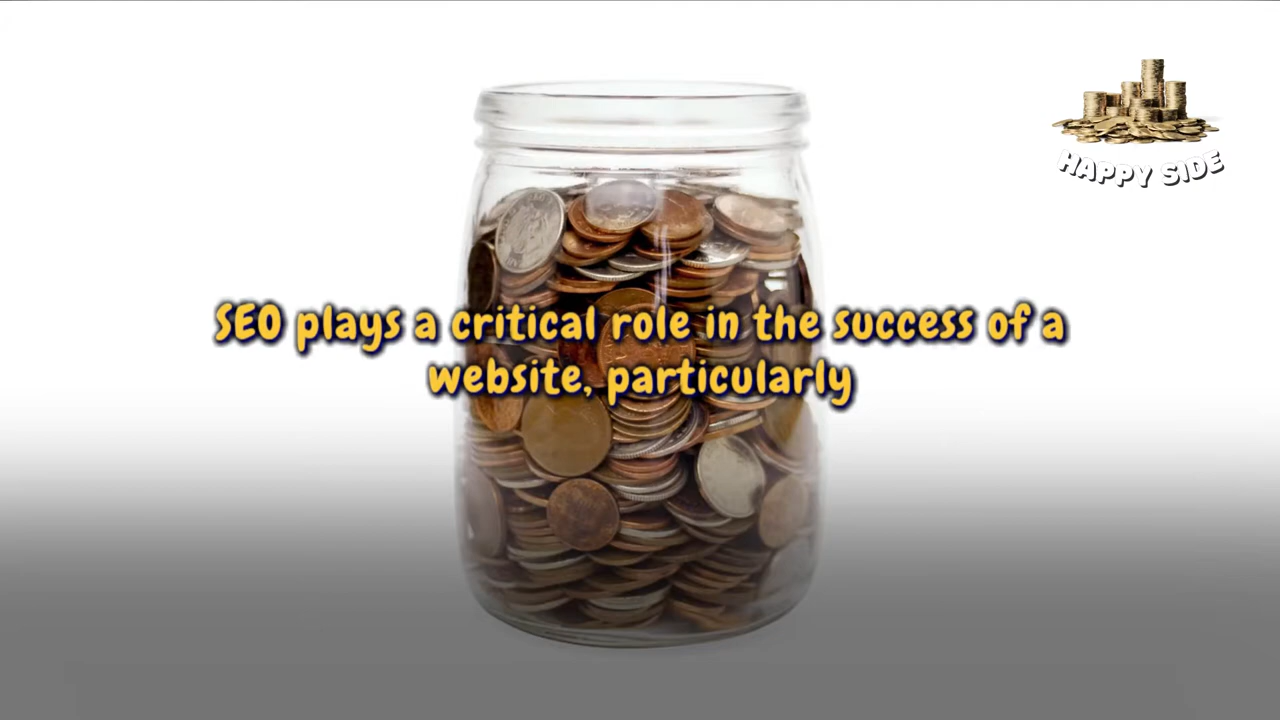 HAPPY SIDE
SEO plays a critical role in the success of a
website, particularly